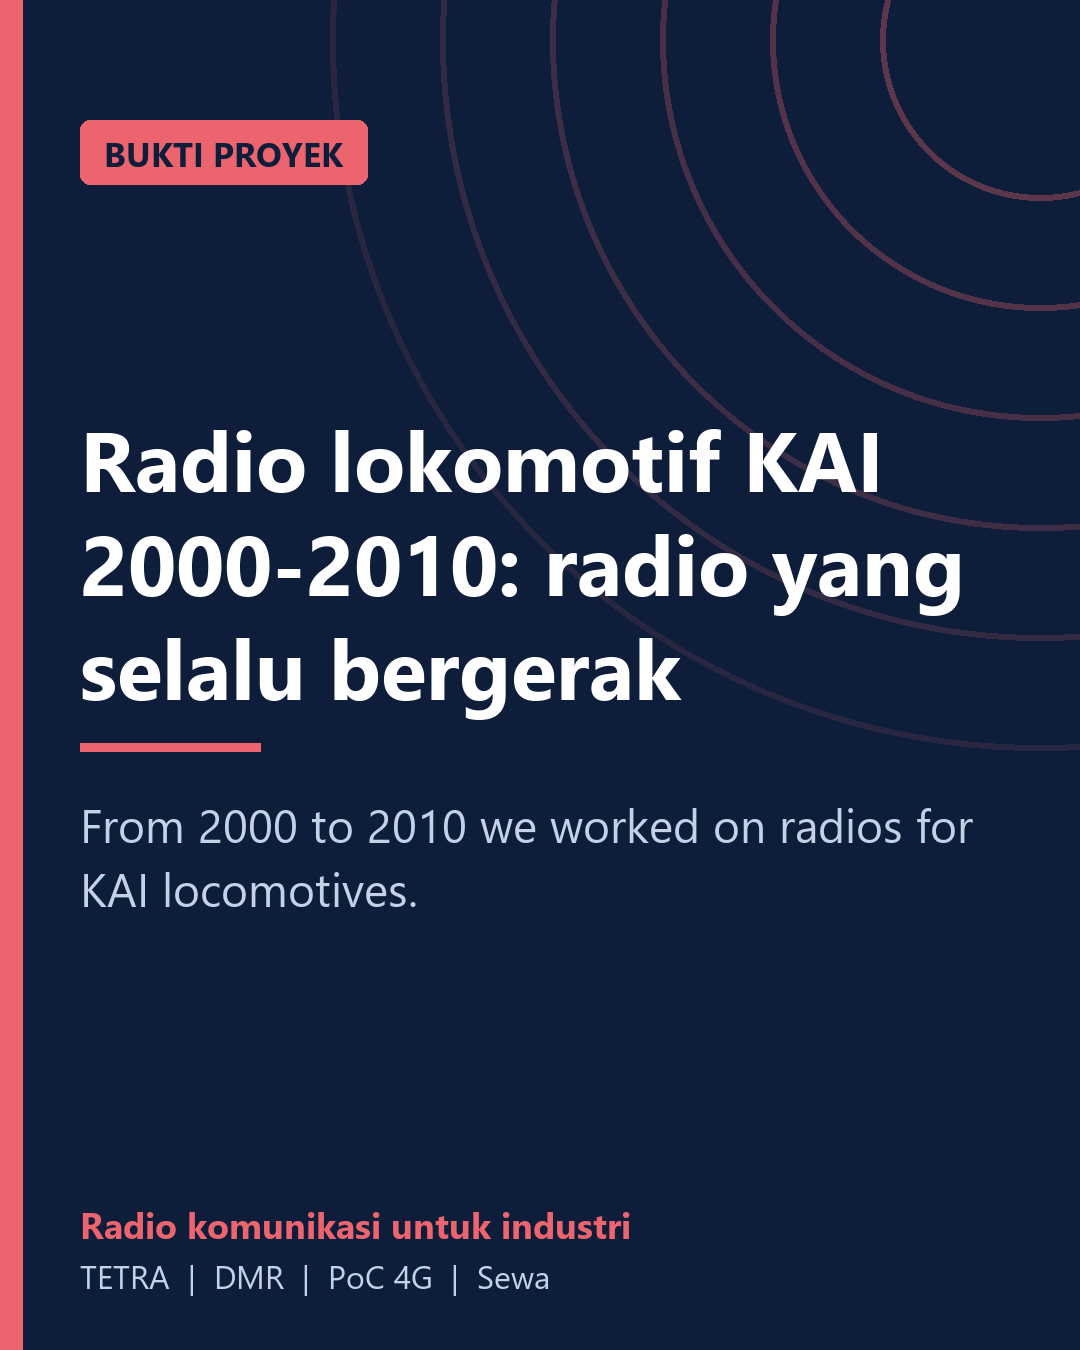 BUKTI PROYEK
Radio lokomotif KAI
2000-2010: radio yang
selalu bergerak
From 2000 to 2010 we worked on radios for
KAI locomotives.
Radio komunikasi untuk industri
TETRA | DMR | PoC 4G | Sewa